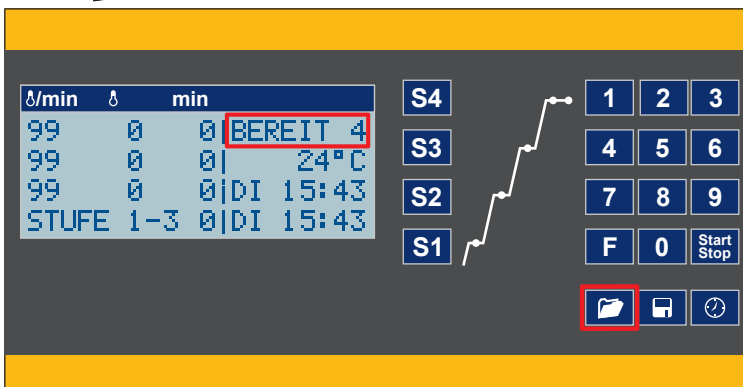 /min min
99 0 0|BEREIT 4
99 0 0| 24°C
99 0 0|DI 15:43
STUFE 1-3 0|DI 15:43
S4
S3
S2
S1
1 2 3
4 5 6
7 8 9
F 0 Start
Stop